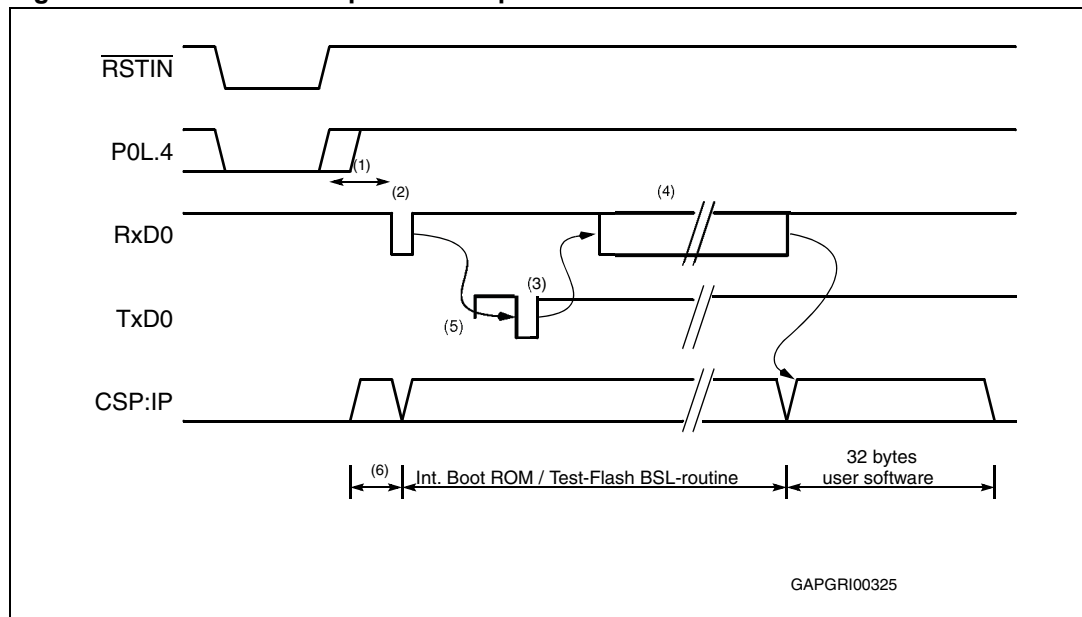 RSTIN
P0L.4
(1)
(2)
(4)
RxD0
(3)
TxD0
(5)
CSP:IP
(6)
Int. Boot ROM / Test-Flash BSL-routine
32 bytes
user software
GAPGRI00325